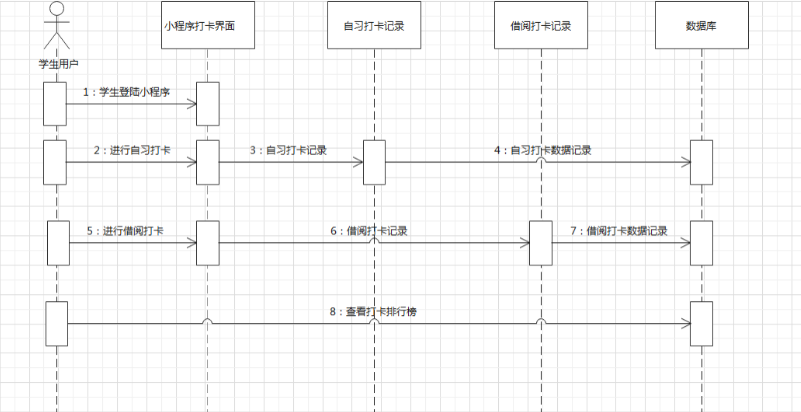 小程序打卡界面
自习打卡记录
借阅打卡记录
数据库
学生用户
1：学生登陆小程序
2：进行自习打卡
3：自习打卡记录
4：自习打卡数据记录
5：进行借阅打卡
6：借阅打卡记录
7：借阅打卡数据记录
8：查看打卡排行榜